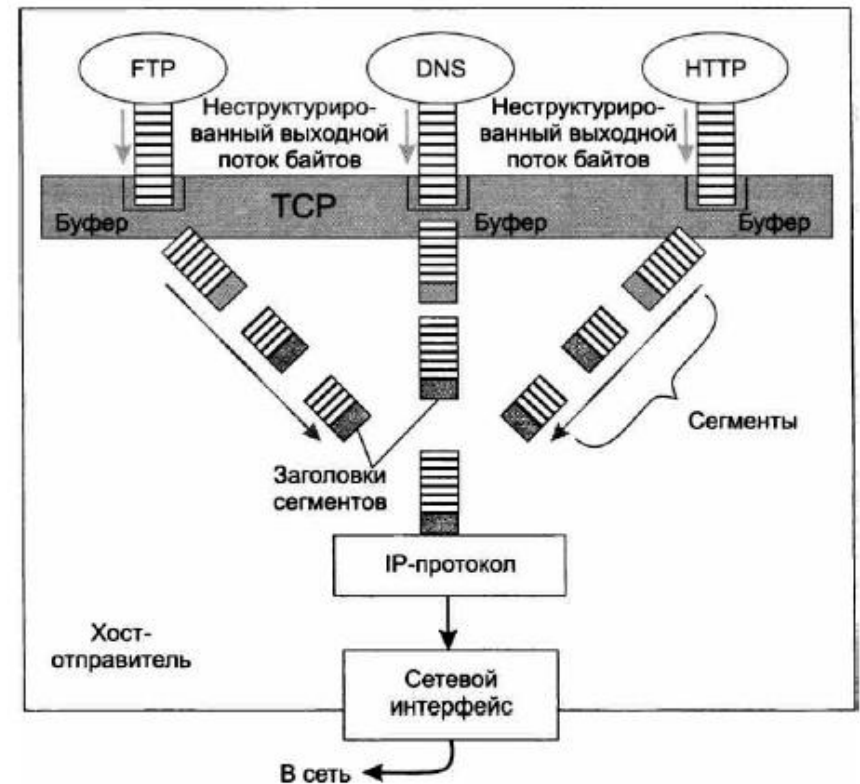 FTP
DNS
HTTP
Неструктуриро-
ванный выходной
поток байтов
Неструктуриро-
ванный выходной
поток байтов
TCP
Буфер
Буфер
Буфер
Сегменты
Заголовки
сегментов
IP-протокол
Хост-
отправитель
Сетевой
интерфейс
В сеть